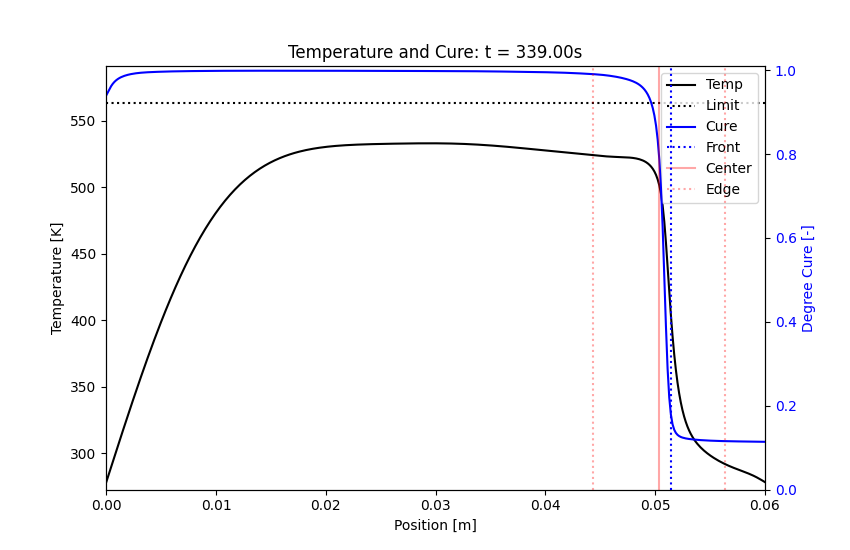 Temperature and Cure: t = 339.00s
Temperature [K]
550
500
450
400
350
300
Temp
Limit
Cure
Front
Center
Edge
1.0
0.8
0.6
0.4
0.2
0.0
Degree Cure [-]
0.00
0.01
0.02
0.03
0.04
0.05
0.06
Position [m]